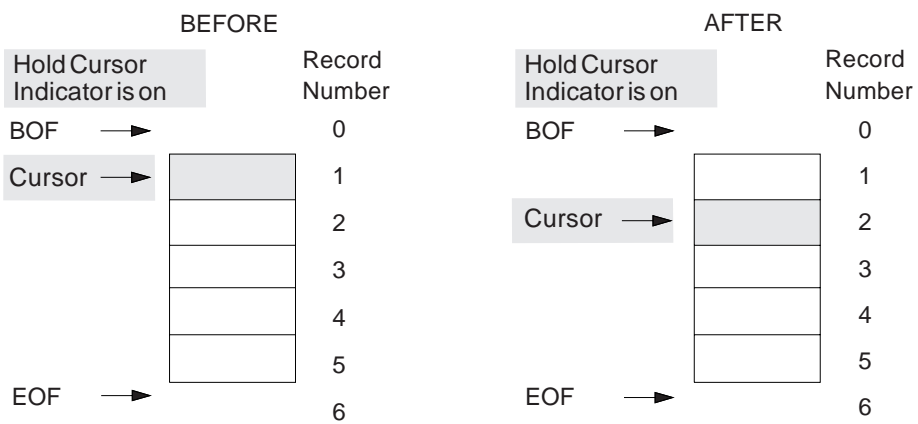 BEFORE
Hold Cursor
Indicator is on
Record
Number
BOF
0
Cursor
1
2
3
4
5
EOF
6
AFTER
Hold Cursor
Indicator is on
Record
Number
BOF
0
1
Cursor
2
3
4
5
EOF
6